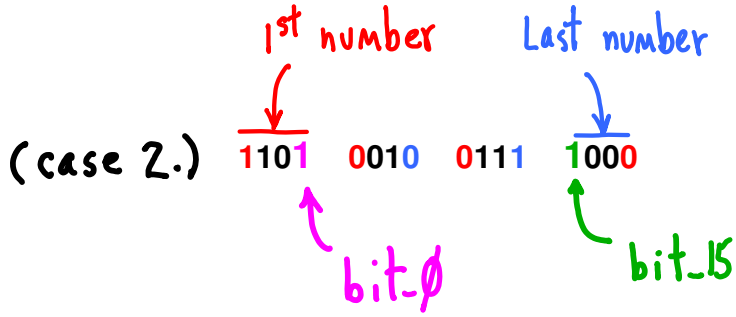 1st number Last number
(case 2.) 1101 0010 0111 1000
bit_0 bit_15